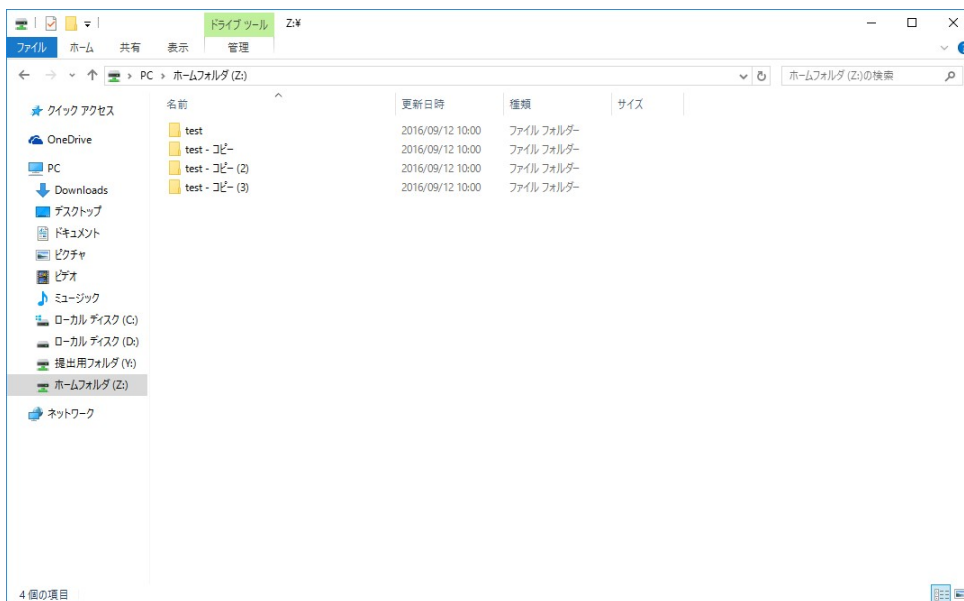 ドライブ ツール Z:¥
ファイル ホーム 共有 表示 管理
PC ホームフォルダ (Z:) ホームフォルダ (Z:)の検索
クイック アクセス
OneDrive
PC
Downloads
デスクトップ
ドキュメント
ピクチャ
ビデオ
ミュージック
ローカル ディスク (C:)
ローカル ディスク (D:)
提出用フォルダ (Y:)
ホームフォルダ (Z:)
ネットワーク
名前 更新日時 種類 サイズ
test 2016/09/12 10:00 ファイル フォルダー
test - コピー 2016/09/12 10:00 ファイル フォルダー
test - コピー (2) 2016/09/12 10:00 ファイル フォルダー
test - コピー (3) 2016/09/12 10:00 ファイル フォルダー
4 個の項目